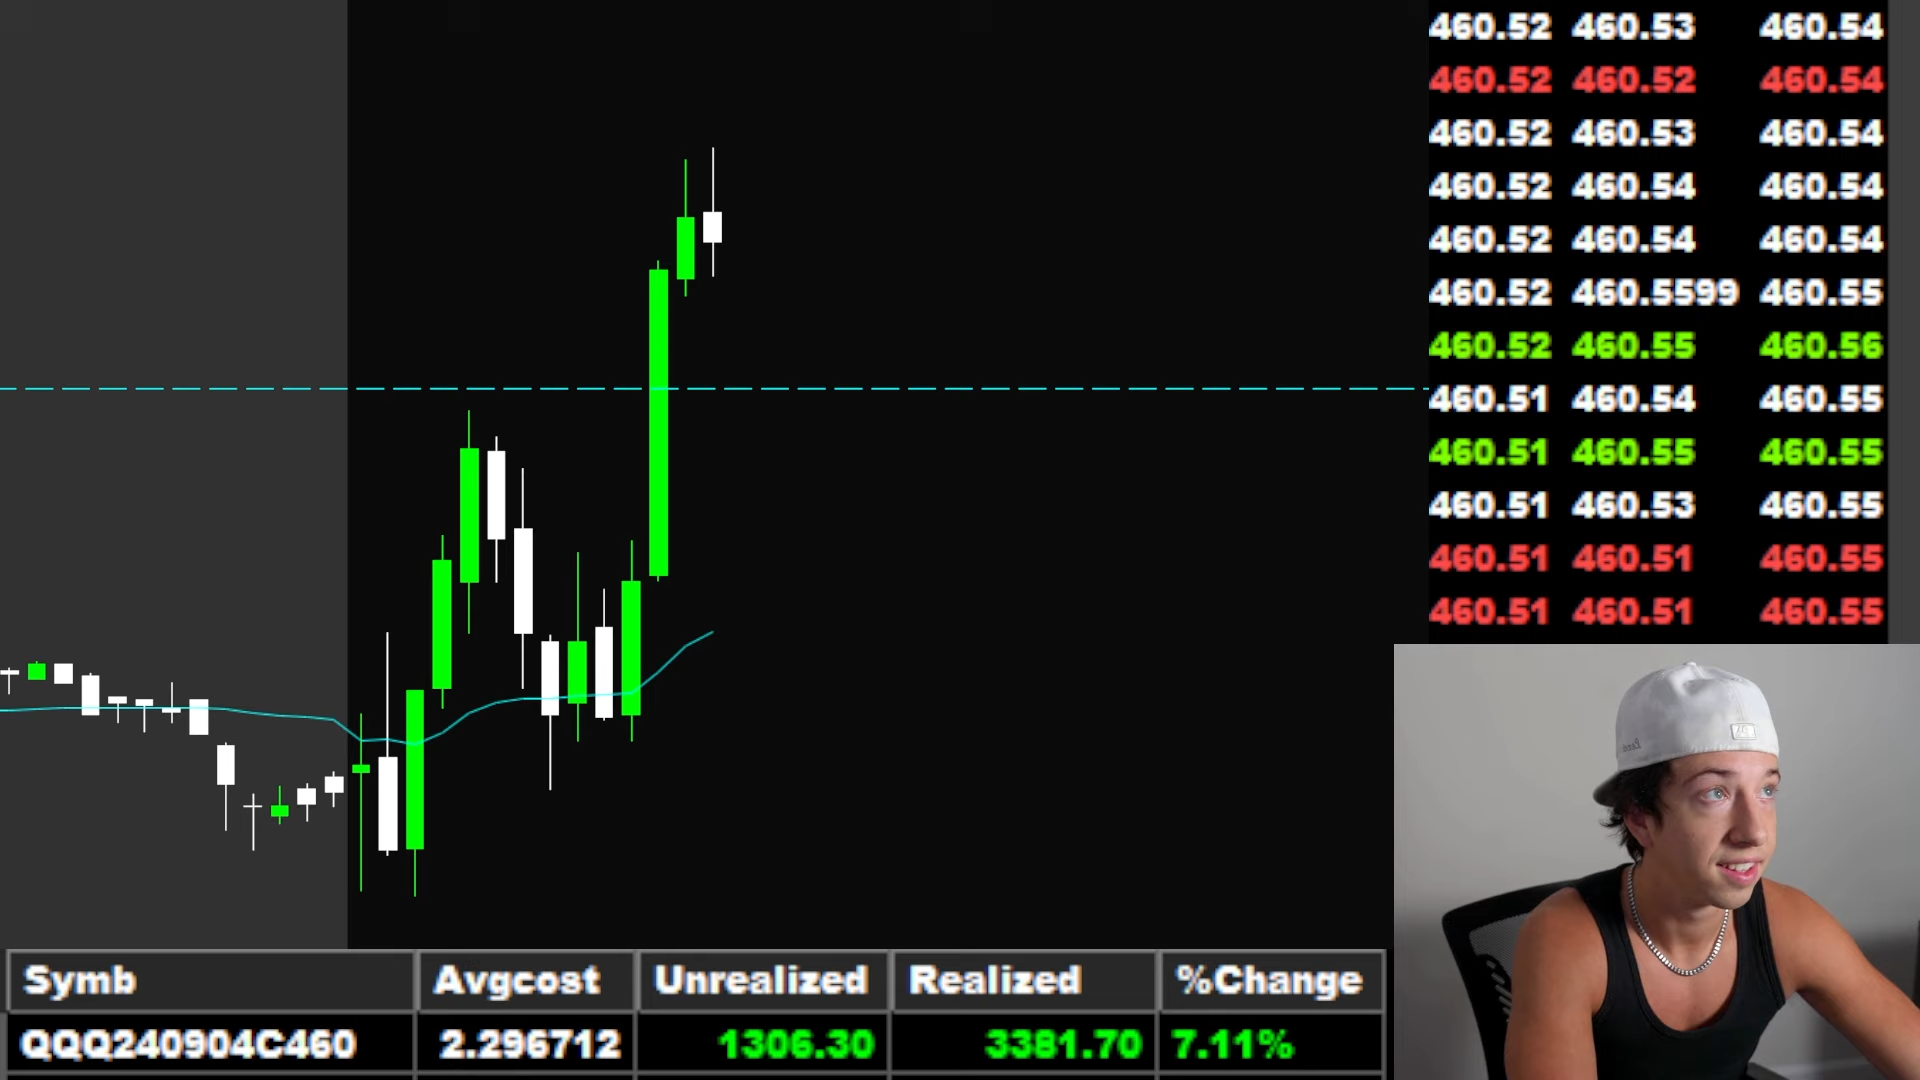 460.52 460.53 460.54
460.52 460.52 460.54
460.52 460.53 460.54
460.52 460.54 460.54
460.52 460.54 460.54
460.52 460.5599 460.55
460.52 460.55 460.56
460.51 460.54 460.55
460.51 460.55 460.55
460.51 460.53 460.55
460.51 460.51 460.55
460.51 460.51 460.55
Symb Avgcost Unrealized Realized %Change
QQQ240904C460 2.296712 1306.30 3381.70 7.11%